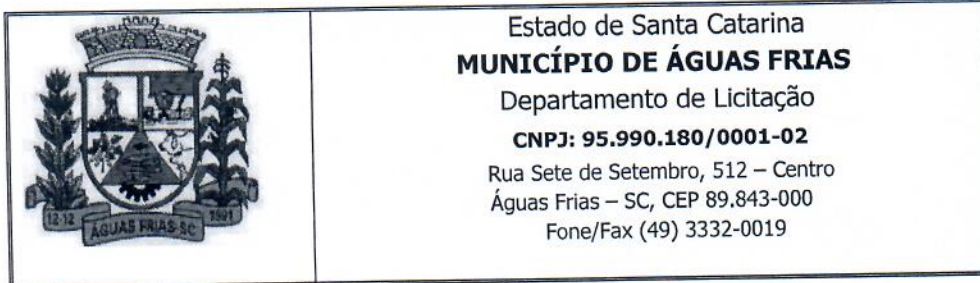 Estado de Santa Catarina
MUNICÍPIO DE ÁGUAS FRIAS
Departamento de Licitação
CNPJ: 95.990.180/0001-02
Rua Sete de Setembro, 512 – Centro
Águas Frias – SC, CEP 89.843-000
Fone/Fax (49) 3332-0019
12-12
ÁGUAS FRIAS-SC
1991